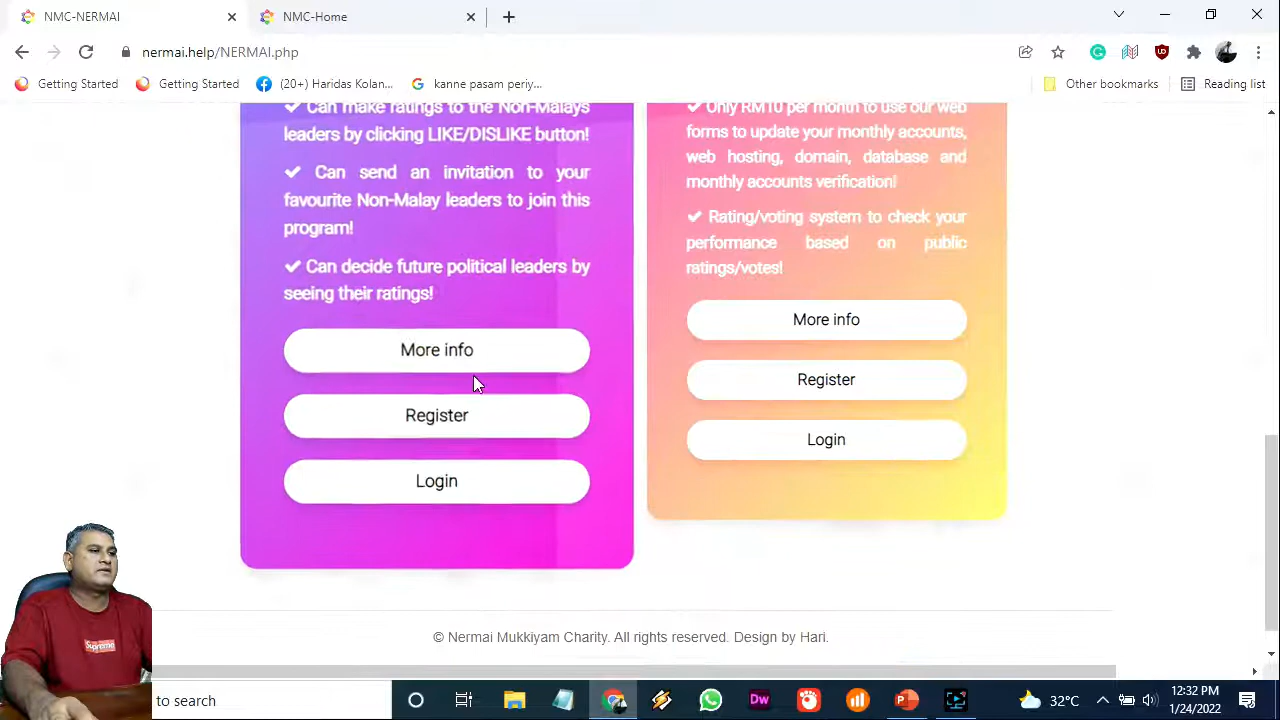 NMC-NERMAI
NMC-Home
nermai.help/NERMAI.php
Getting Started
Getting Started
(20+) Haridas Kolan...
kanne pasam periy...
Other bookmarks
Reading list
Can make ratings to the Non-Malays
leaders by clicking LIKE/DISLIKE button!
Can send an invitation to your
favourite Non-Malay leaders to join this
program!
Can decide future political leaders by
seeing their ratings!
More info
Register
Login
Only RM10 per month to use our web
forms to update your monthly accounts,
web hosting, domain, database and
monthly accounts verification!
Rating/voting system to check your
performance based on public
ratings/votes!
More info
Register
Login
© Nermai Mukkiyam Charity. All rights reserved. Design by Hari.
Supreme
to search
Dw
32°C
12:32 PM
1/24/2022